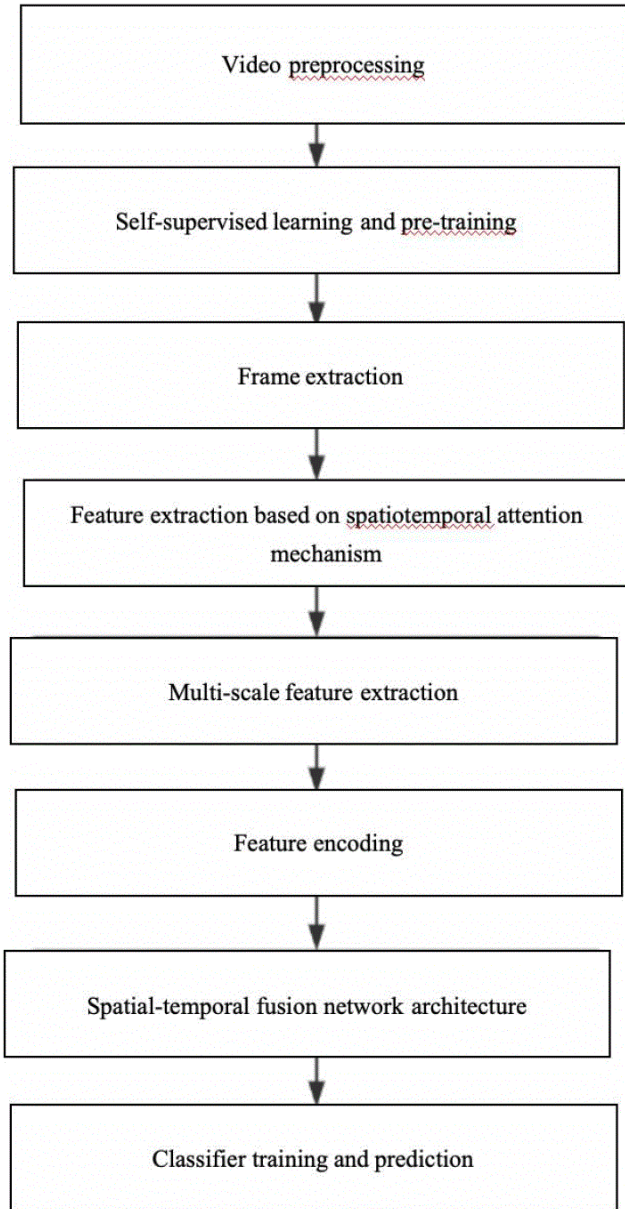 Video preprocessing
Self-supervised learning and pre-training
Frame extraction
Feature extraction based on spatiotemporal attention
mechanism
Multi-scale feature extraction
Feature encoding
Spatial-temporal fusion network architecture
Classifier training and prediction